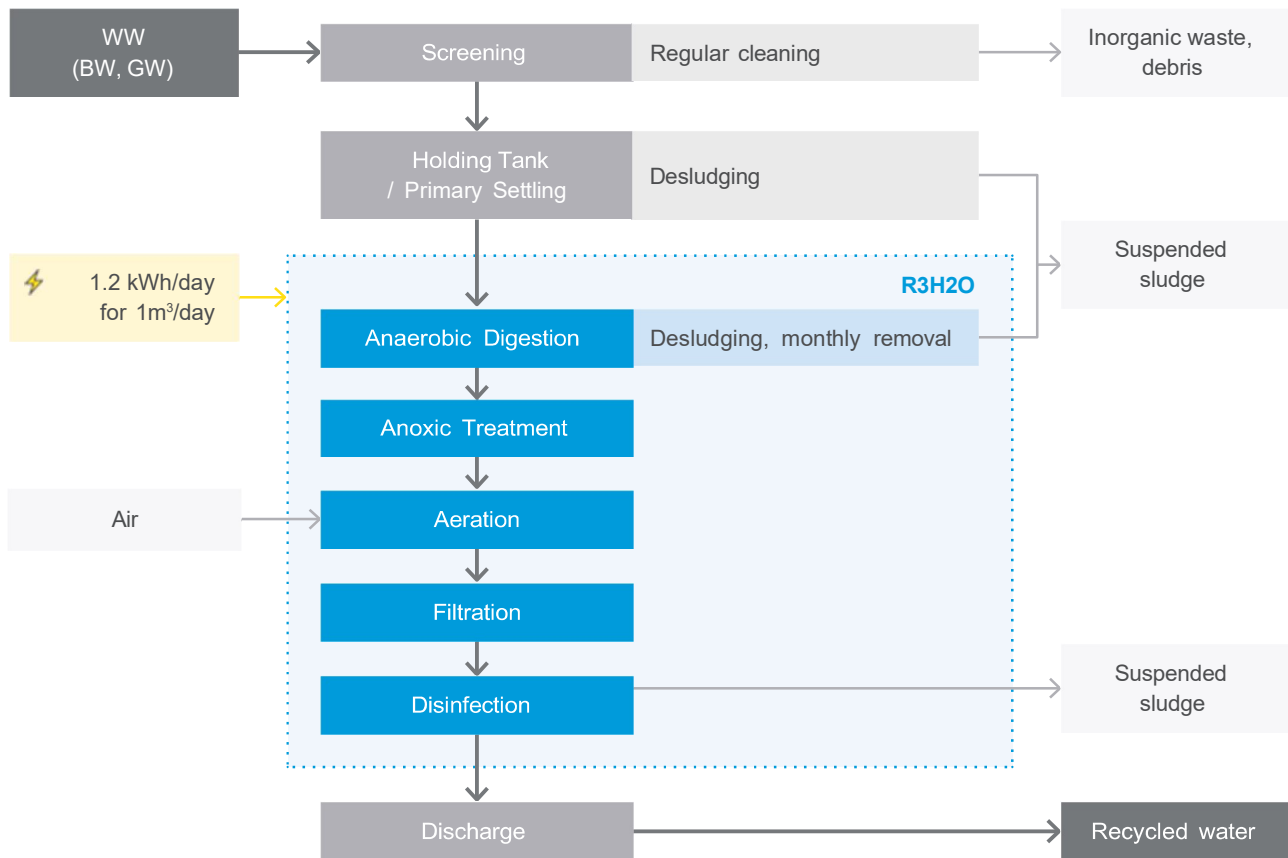 WW
(BW, GW)
Screening
Regular cleaning
Inorganic waste,
debris
Holding Tank
/ Primary Settling
Desludging
Suspended
sludge
1.2 kWh/day
for 1m³/day
R3H2O
Anaerobic Digestion
Desludging, monthly removal
Anoxic Treatment
Air
Aeration
Filtration
Disinfection
Suspended
sludge
Discharge
Recycled water